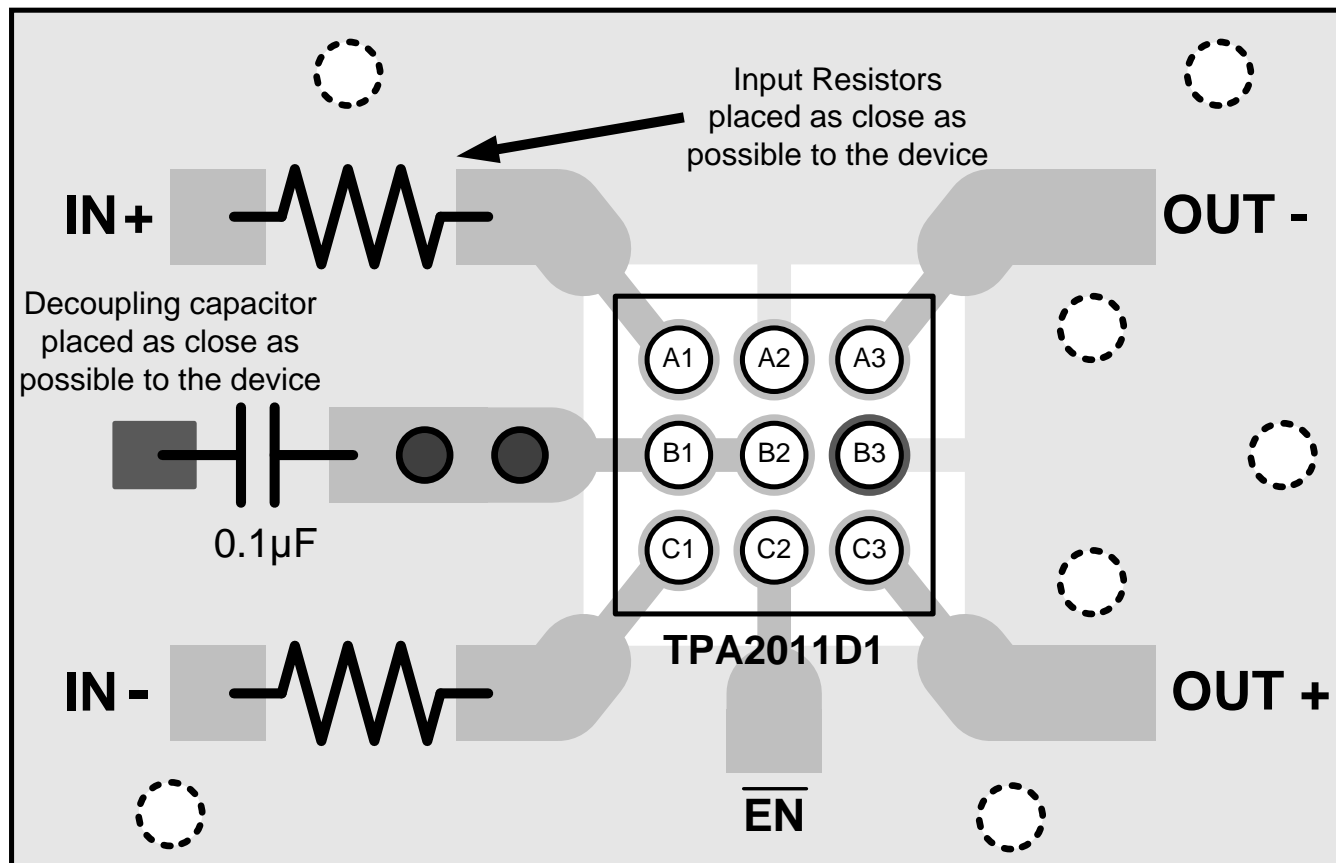 Input Resistors
placed as close as
possible to the device
IN+
OUT -
Decoupling capacitor
placed as close as
possible to the device
A1 A2 A3
B1 B2 B3
0.1µF
C1 C2 C3
TPA2011D1
IN -
OUT +
EN